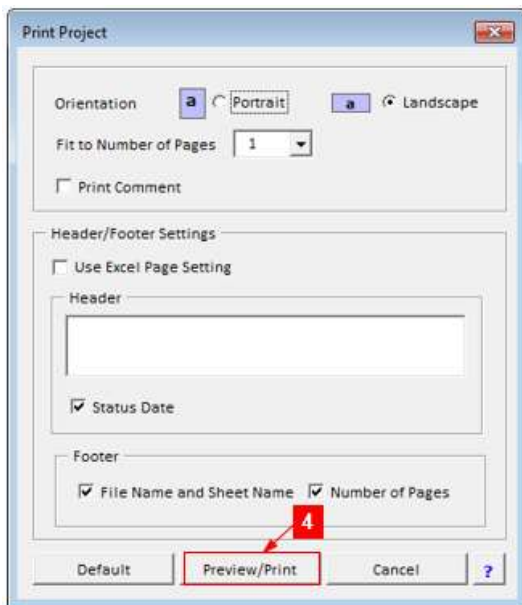 Print Project
Orientation a Portrait a Landscape
Fit to Number of Pages 1
Print Comment
Header/Footer Settings
Use Excel Page Setting
Header
Status Date
Footer
File Name and Sheet Name Number of Pages
4
Default Preview/Print Cancel ?